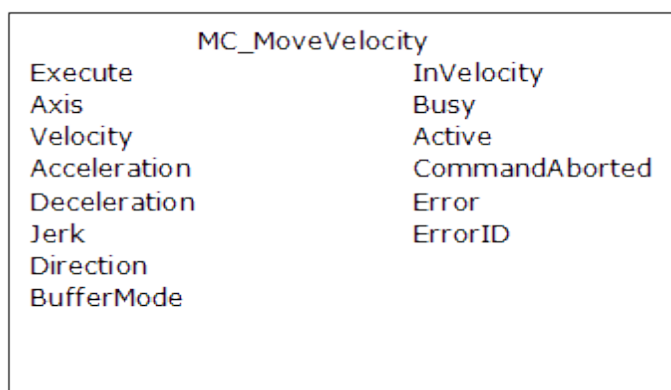 MC_MoveVelocity
Execute InVelocity
Axis Busy
Velocity Active
Acceleration CommandAborted
Deceleration Error
Jerk ErrorID
Direction
BufferMode